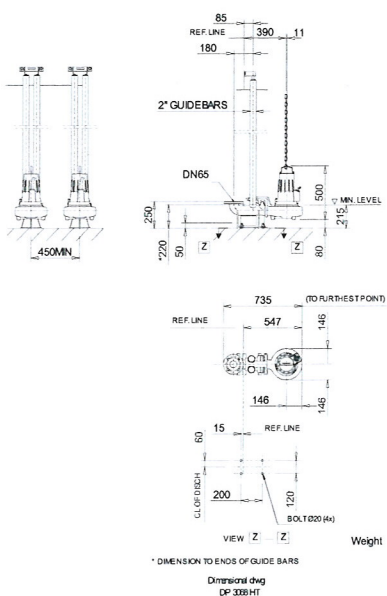 85
REF. LINE 390 11
180
2" GUIDEBARS
DN65
500
MIN. LEVEL
215
250
*220
50
Z Z
80
450MIN
735 (TO FURTHEST POINT)
REF. LINE 547
146
146
146
15 REF. LINE
60
CL OF DISCH
200
120
BOLT Ø20 (4x)
VIEW Z Z
Weight
* DIMENSION TO ENDS OF GUIDE BARS
Dimensional dwg
DP 3068 HT